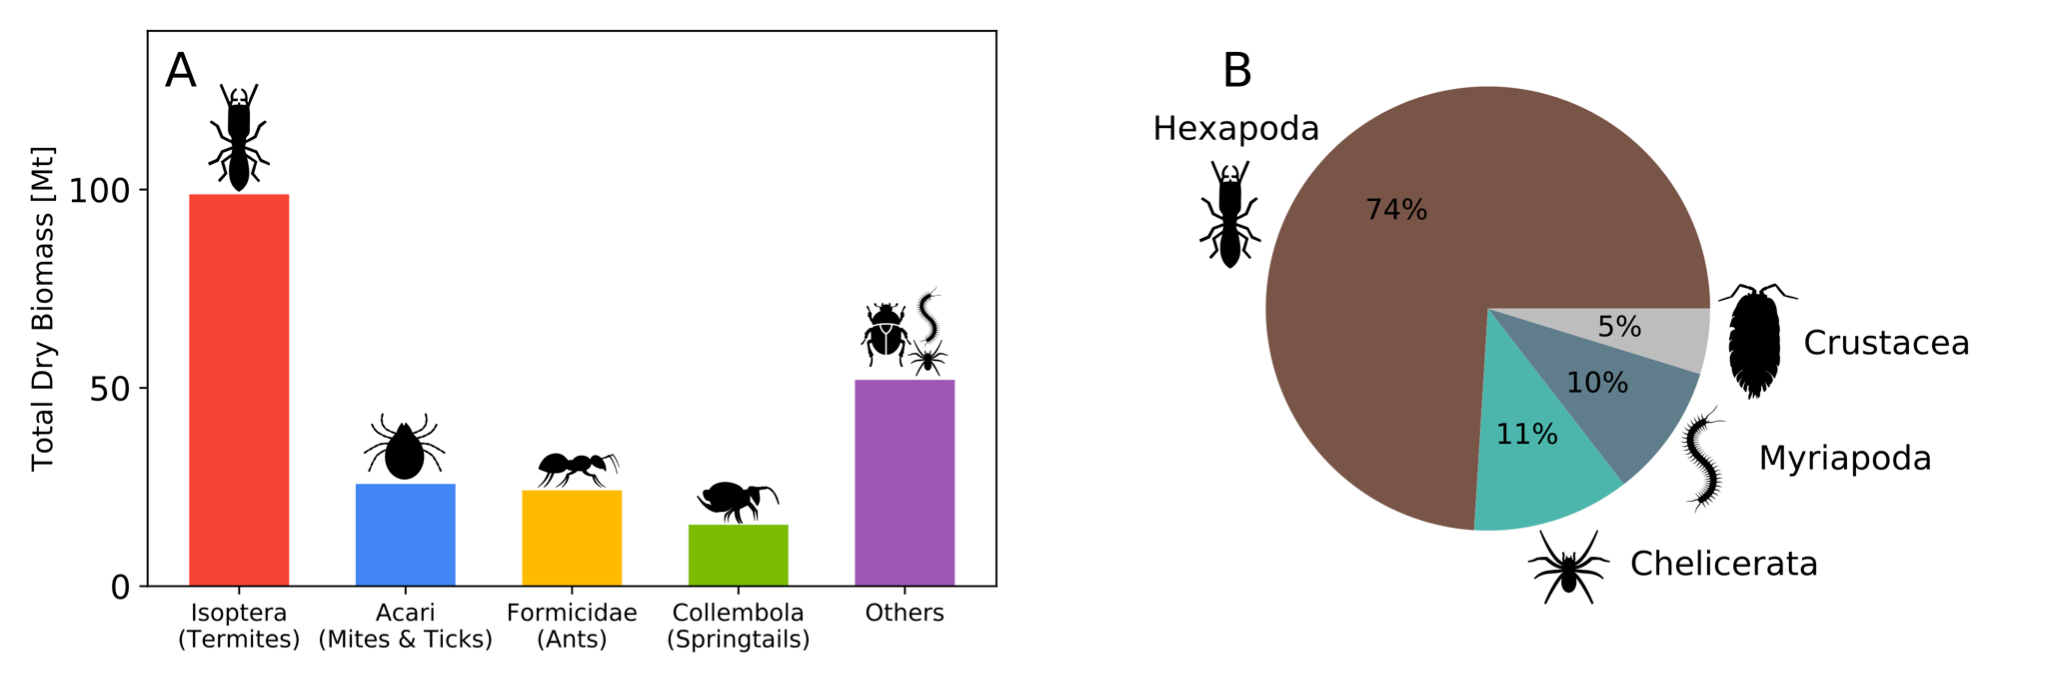 A
Total Dry Biomass [Mt]
100
50
0
Isoptera
(Termites)
Acari
(Mites & Ticks)
Formicidae
(Ants)
Collembola
(Springtails)
Others
B
Hexapoda
74%
5%
Crustacea
10%
Myriapoda
11%
Chelicerata